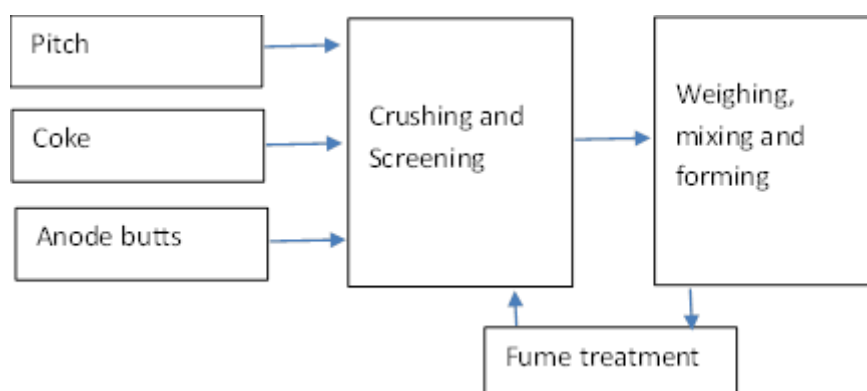 Pitch
Coke
Anode butts
Crushing and
Screening
Weighing,
mixing and
forming
Fume treatment